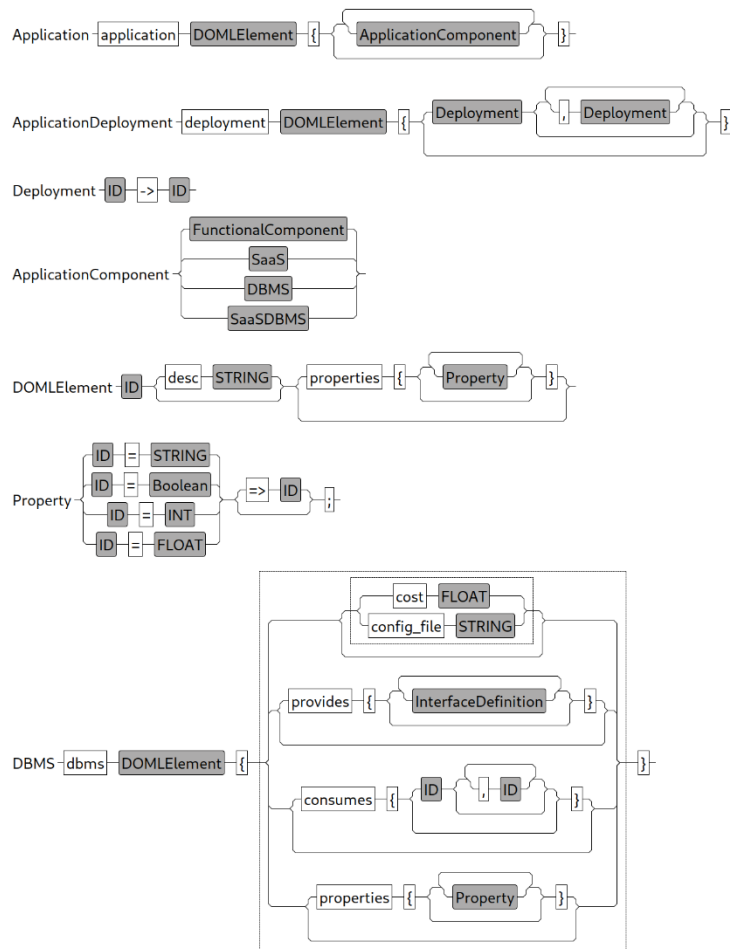 Application application DOMLElement { ApplicationComponent }
ApplicationDeployment deployment DOMLElement { Deployment , Deployment }
Deployment ID -> ID
FunctionalComponent
SaaS
ApplicationComponent
DBMS
SaaSDBMS
DOMLElement ID desc STRING properties { Property }
ID = STRING
ID = Boolean
Property => ID ;
ID = INT
ID = FLOAT
cost FLOAT
config_file STRING
provides { InterfaceDefinition }
DBMS dbms DOMLElement { }
consumes { ID , ID }
properties { Property }